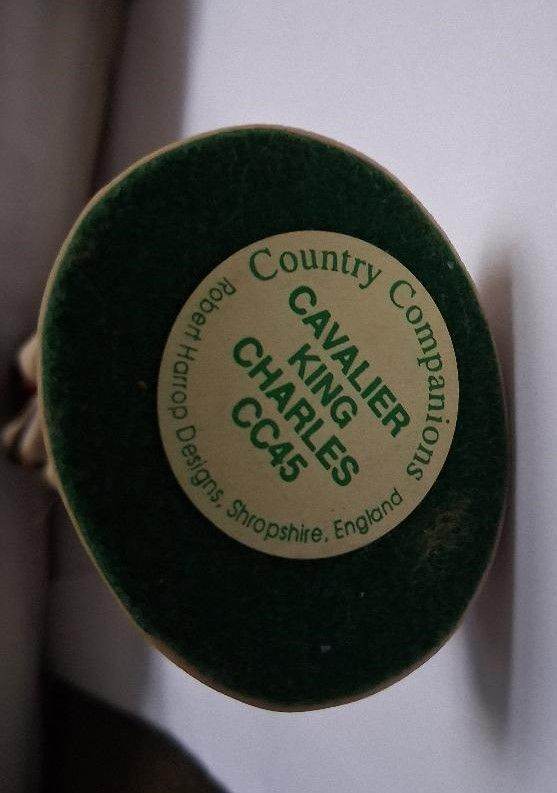 Country Companions
CAVALIER
KING
CHARLES
CC45
Robert Harrop Designs, Shropshire, England